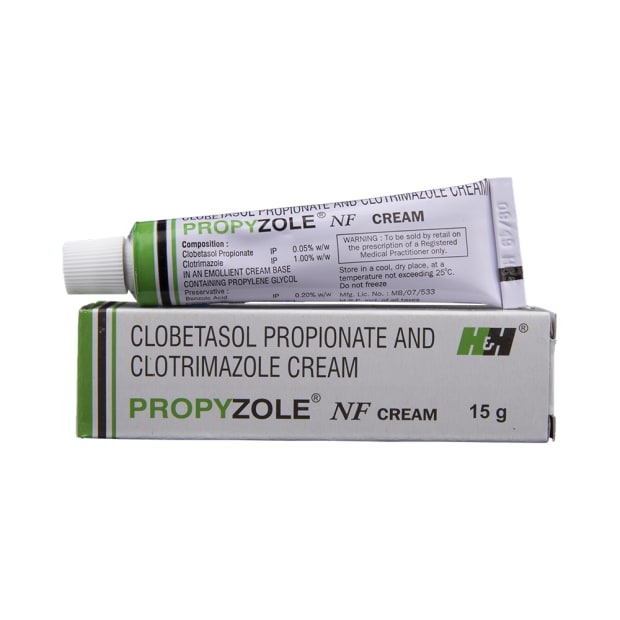 CLOBETASOL PROPIONATE AND CLOTRIMAZOLE CREAM
PROPYZOLE® NF CREAM
Composition :
Clobetasol Propionate IP 0.05% w/w
Clotrimazole IP 1.00% w/w
IN AN EMOLLIENT CREAM BASE
CONTAINING PROPYLENE GLYCOL
Preservative :
Benzoic Acid IP 0.20% w/w
WARNING : To be sold by retail on
the prescription of a Registered
Medical Practitioner only.
Store in a cool, dry place, at a
temperature not exceeding 25°C.
Do not freeze
Mfg. Lic. No. : MB/07/533
CLOBETASOL PROPIONATE AND
CLOTRIMAZOLE CREAM
H&H
PROPYZOLE® NF CREAM 15 g